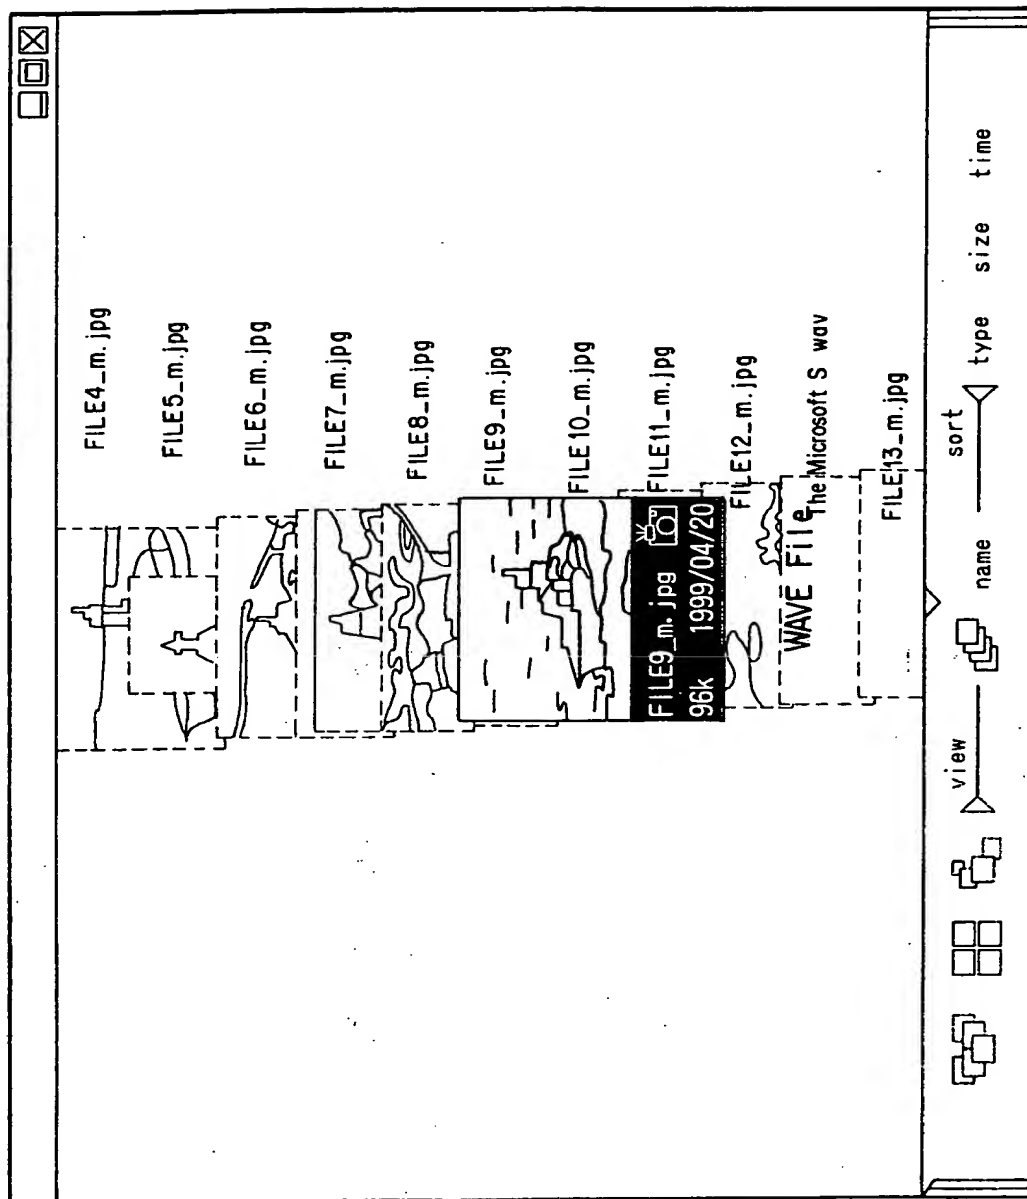 FILE4_m.jpg
FILE5_m.jpg
FILE6_m.jpg
FILE7_m.jpg
FILE8_m.jpg
FILE9_m.jpg
FILE10_m.jpg
FILE11_m.jpg
FILE9_m.jpg
96k 1999/04/20
FILE12_m.jpg
WAVE File
The Microsoft S wav
FILE13_m.jpg
view name sort type size time